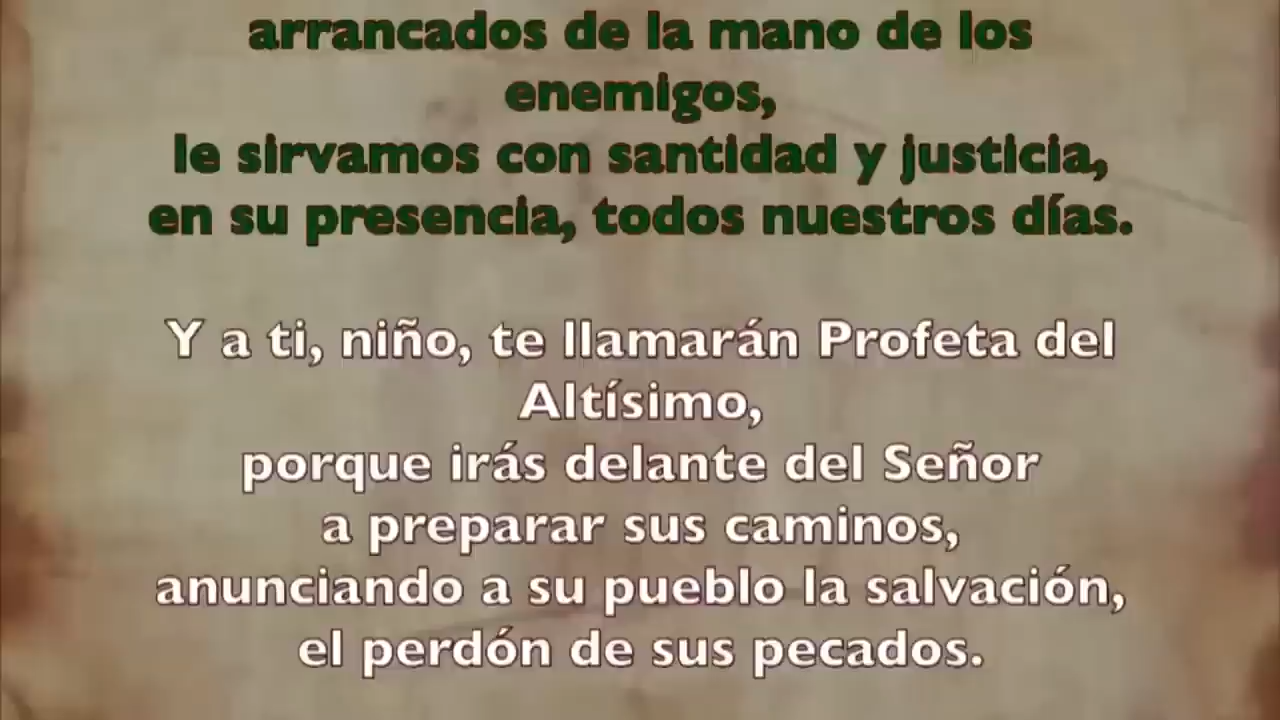 arrancados de la mano de los
enemigos,
le sirvamos con santidad y justicia,
en su presencia, todos nuestros días.
Y a ti, niño, te llamarán Profeta del
Altísimo,
porque irás delante del Señor
a preparar sus caminos,
anunciando a su pueblo la salvación,
el perdón de sus pecados.